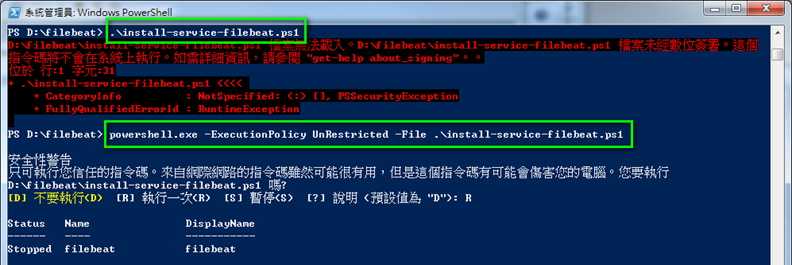 系統管理員: Windows PowerShell
PS D:\filebeat> .\install-service-filebeat.ps1
D:\filebeat\install-service-filebeat.ps1 檔案無法載入。D:\filebeat\install-service-filebeat.ps1 檔案未經數位簽署。這個
指令碼將不會在系統上執行。如需詳細資訊，請參閱 "get-help about_signing"。。
位於 行:1 字元:31
+ .\install-service-filebeat.ps1 <<<<
+ CategoryInfo : NotSpecified: (:) [], PSSecurityException
+ FullyQualifiedErrorId : RuntimeException
PS D:\filebeat> powershell.exe -ExecutionPolicy UnRestricted -File .\install-service-filebeat.ps1
安全性警告
只可執行您信任的指令碼。來自網際網路的指令碼雖然可能很有用，但是這個指令碼有可能會傷害您的電腦。您要執行
D:\filebeat\install-service-filebeat.ps1 嗎?
[D] 不要執行(D) [R] 執行一次(R) [S] 暫停(S) [?] 說明 (預設值為 "D"): R
Status Name DisplayName
------ ---- -----------
Stopped filebeat filebeat